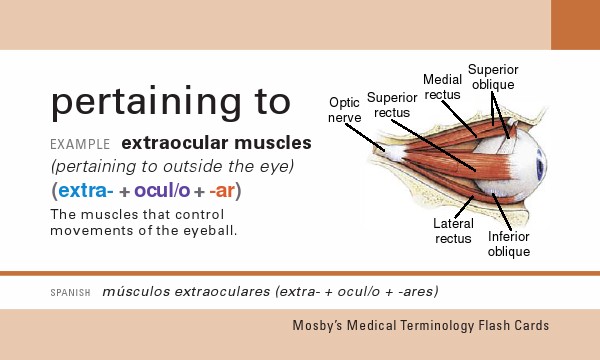 pertaining to
EXAMPLE extraocular muscles
(pertaining to outside the eye)
(extra- + ocul/o + -ar)
The muscles that control
movements of the eyeball.
Optic
nerve
Superior
rectus
Medial
rectus
Superior
oblique
Lateral
rectus
Inferior
oblique
SPANISH músculos extraoculares (extra- + ocul/o + -ares)
Mosby's Medical Terminology Flash Cards